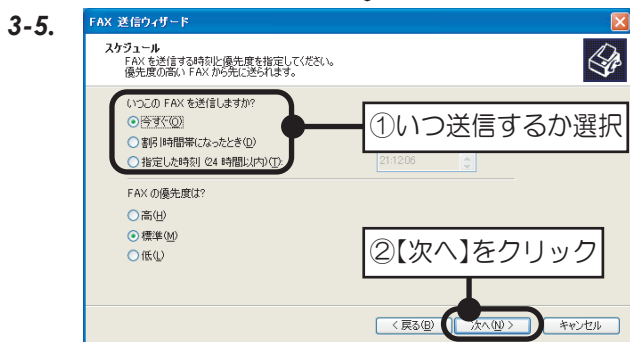 3-5.
FAX 送信ウィザード
スケジュール
FAX を送信する時刻と優先度を指定してください。
優先度の高い FAX から先に送られます。
いつこの FAX を送信しますか?
今すぐ(O)
割引時間帯になったとき(D)
指定した時刻 (24 時間以内)(T):
21:12:06
①いつ送信するか選択
FAX の優先度は?
高(H)
標準(M)
低(L)
②【次へ】をクリック
< 戻る(B)
次へ(N) >
キャンセル